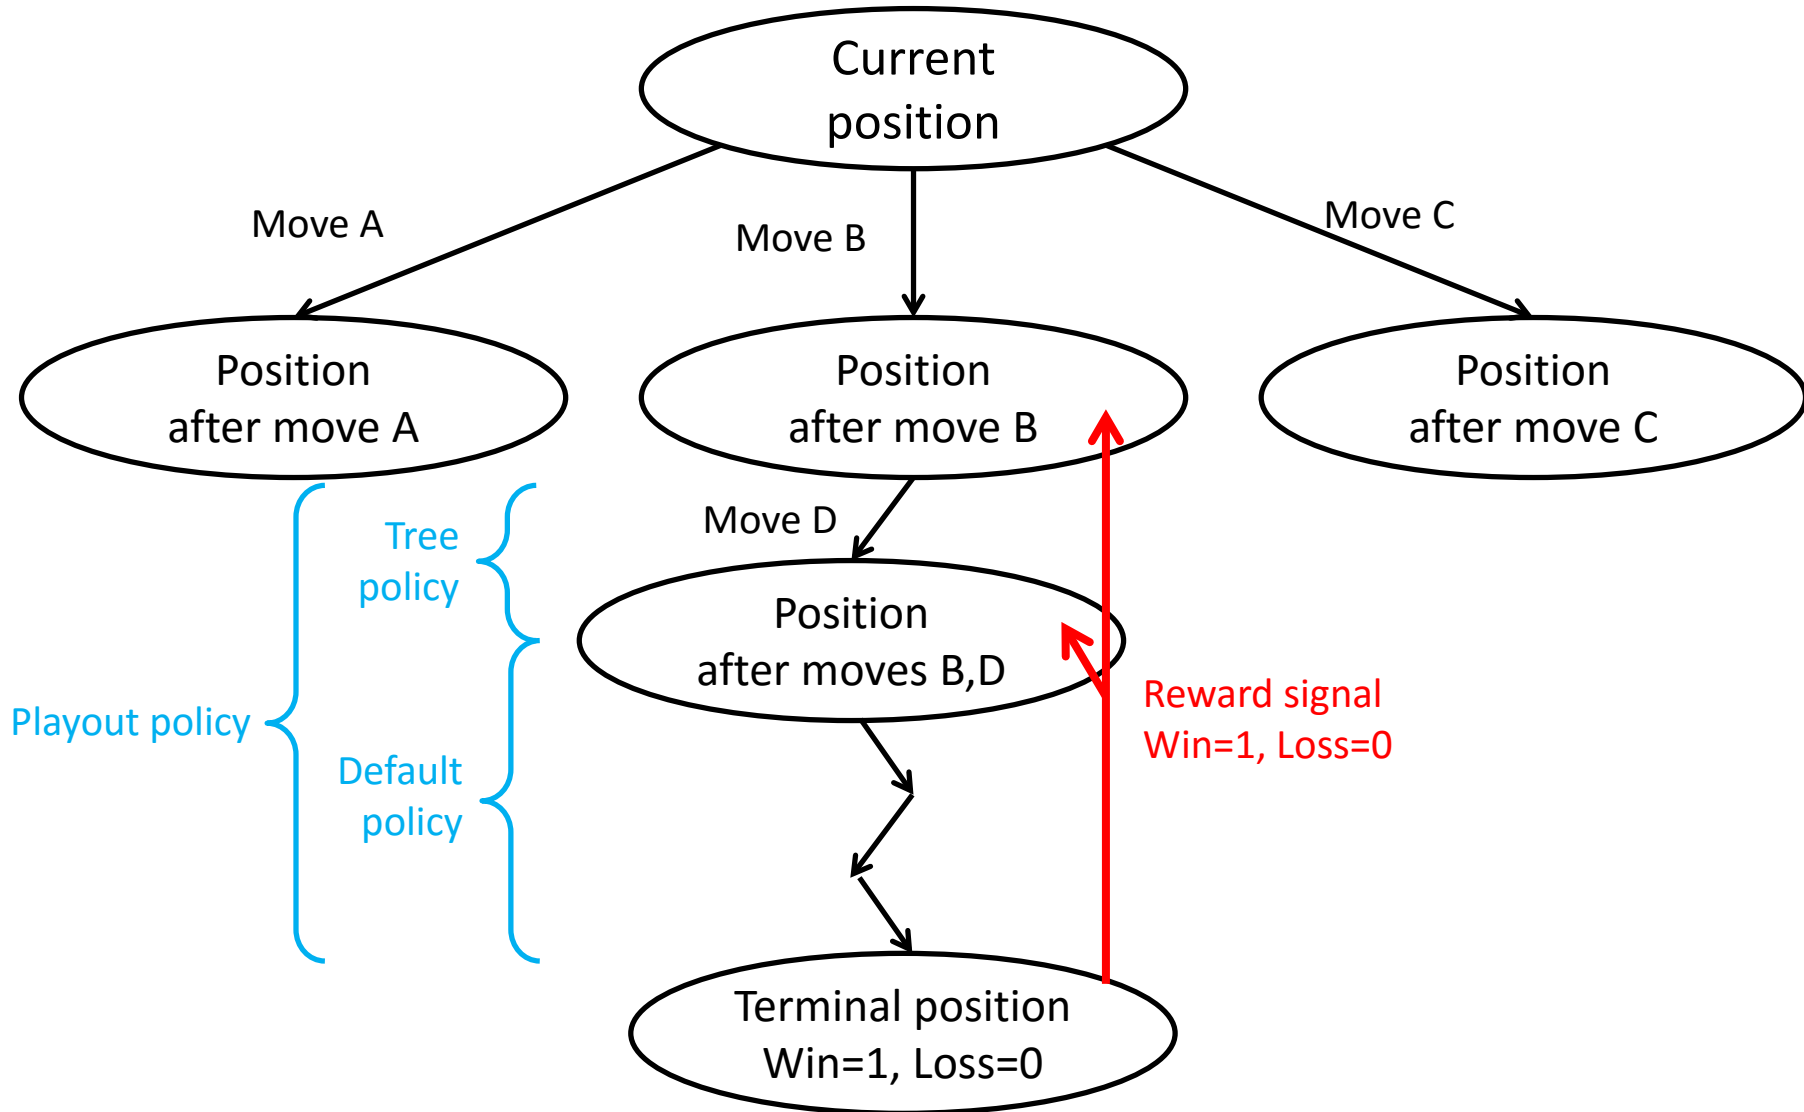 Current
position
Move A
Move B
Move C
Position
after move A
Position
after move B
Position
after move C
Move D
Tree
policy
Position
after moves B,D
Playout policy
Default
policy
Reward signal
Win=1, Loss=0
Terminal position
Win=1, Loss=0